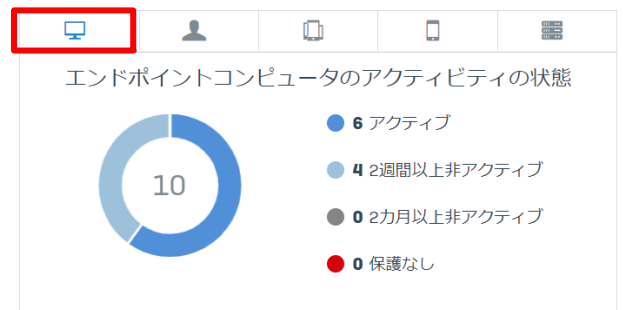 エンドポイントコンピュータのアクティビティの状態
10
6 アクティブ
4 2週間以上非アクティブ
0 2カ月以上非アクティブ
0 保護なし